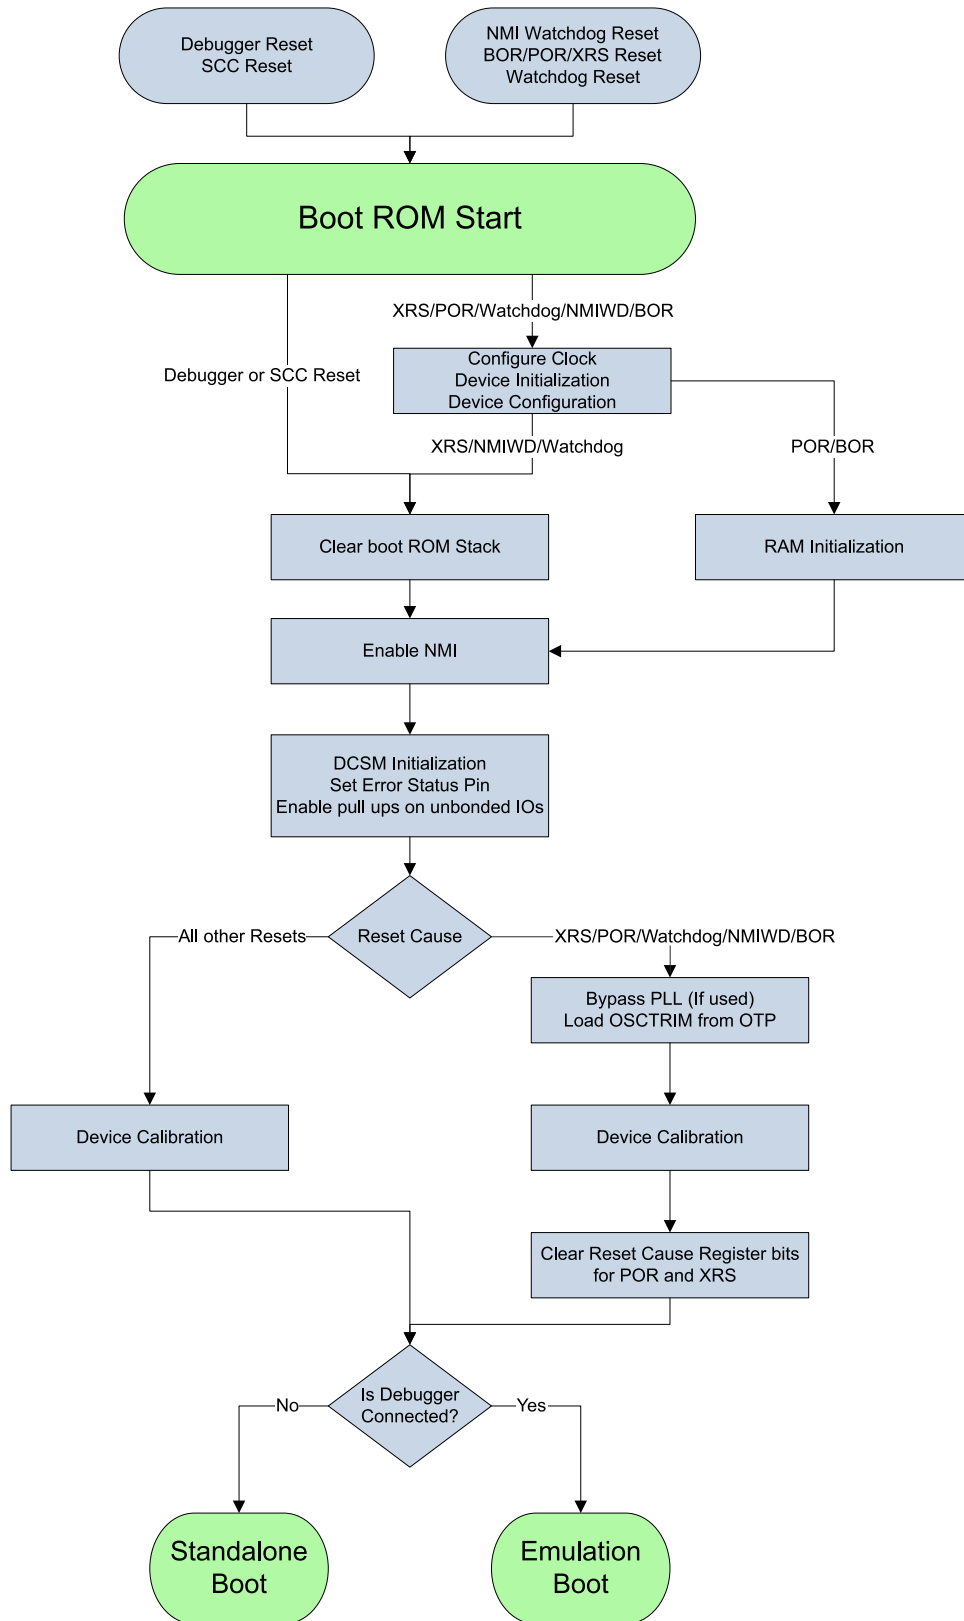 Debugger Reset
SCC Reset
NMI Watchdog Reset
BOR/POR/XRS Reset
Watchdog Reset
Boot ROM Start
XRS/POR/Watchdog/NMIWD/BOR
Debugger or SCC Reset
Configure Clock
Device Initialization
Device Configuration
XRS/NMIWD/Watchdog
POR/BOR
Clear boot ROM Stack
RAM Initialization
Enable NMI
DCSM Initialization
Set Error Status Pin
Enable pull ups on unbonded IOs
All other Resets
Reset Cause
XRS/POR/Watchdog/NMIWD/BOR
Bypass PLL (If used)
Load OSCTRIM from OTP
Device Calibration
Device Calibration
Clear Reset Cause Register bits
for POR and XRS
Is Debugger
Connected?
No
Yes
Standalone
Boot
Emulation
Boot